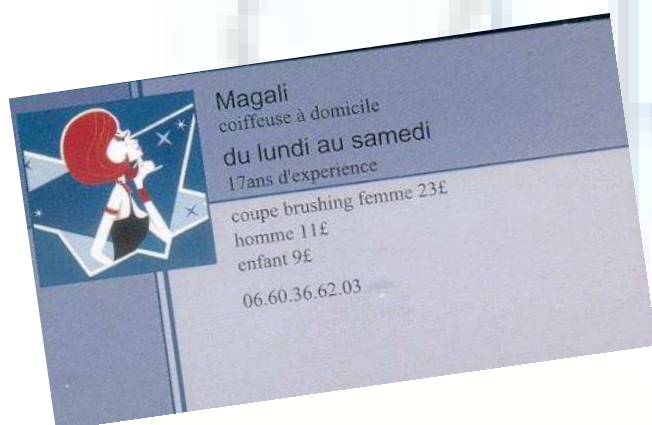 Magali
coiffeuse à domicile
du lundi au samedi
17ans d'experience
coupe brushing femme 23£
homme 11£
enfant 9£
06.60.36.62.03